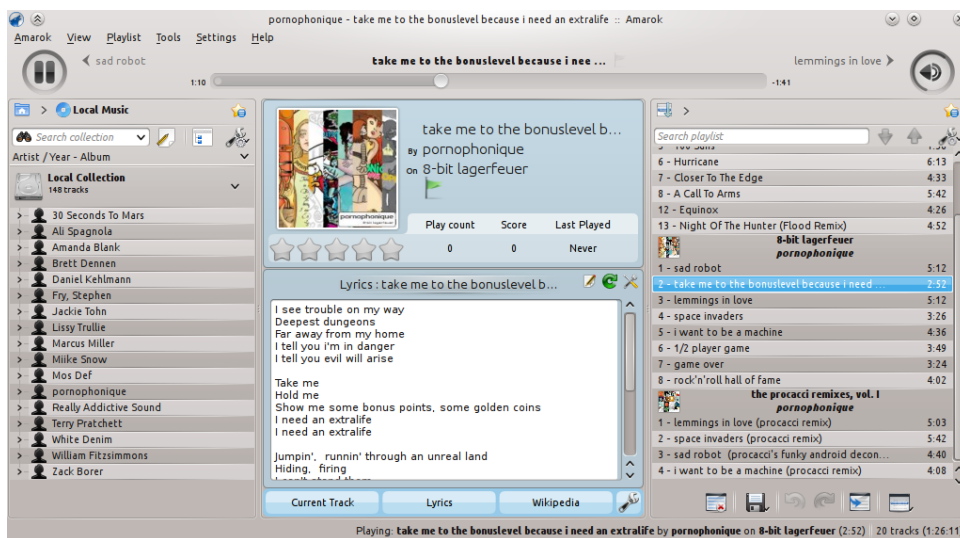 pornophonique - take me to the bonuslevel because i need an extralife :: Amarok
Amarok View Playlist Tools Settings Help
sad robot
take me to the bonuslevel because i nee ...
lemmings in love
1:10
-1:41
Local Music
Search collection
Artist / Year - Album
Local Collection
148 tracks
30 Seconds To Mars
Ali Spagnola
Amanda Blank
Brett Dennen
Daniel Kehlmann
Fry, Stephen
Jackie Tohn
Lissy Trullie
Marcus Miller
Miike Snow
Mos Def
pornophonique
Really Addictive Sound
Terry Pratchett
White Denim
William Fitzsimmons
Zack Borer
pornophonique
take me to the bonuslevel b...
By pornophonique
On 8-bit lagerfeuer
Play count Score Last Played
0 0 Never
Lyrics : take me to the bonuslevel b...
I see trouble on my way
Deepest dungeons
Far away from my home
I tell you i'm in danger
I tell you evil will arise
Take me
Hold me
Show me some bonus points, some golden coins
I need an extralife
I need an extralife
Jumpin', runnin' through an unreal land
Hiding, firing
Current Track Lyrics Wikipedia
Search playlist
6 - Hurricane 6:13
7 - Closer To The Edge 4:33
8 - A Call To Arms 5:42
12 - Equinox 4:26
13 - Night Of The Hunter (Flood Remix) 4:52
8-bit lagerfeuer
pornophonique
1 - sad robot 5:12
2 - take me to the bonuslevel because i need ... 2:52
3 - lemmings in love 5:12
4 - space invaders 3:26
5 - i want to be a machine 4:36
6 - 1/2 player game 3:49
7 - game over 3:24
8 - rock'n'roll hall of fame 4:02
the procacci remixes, vol. I
pornophonique
1 - lemmings in love (procacci remix) 5:03
2 - space invaders (procacci remix) 5:42
3 - sad robot (procacci's funky android decon... 4:40
4 - i want to be a machine (procacci remix) 4:08
Playing: take me to the bonuslevel because i need an extralife by pornophonique on 8-bit lagerfeuer (2:52) 20 tracks (1:26:11)